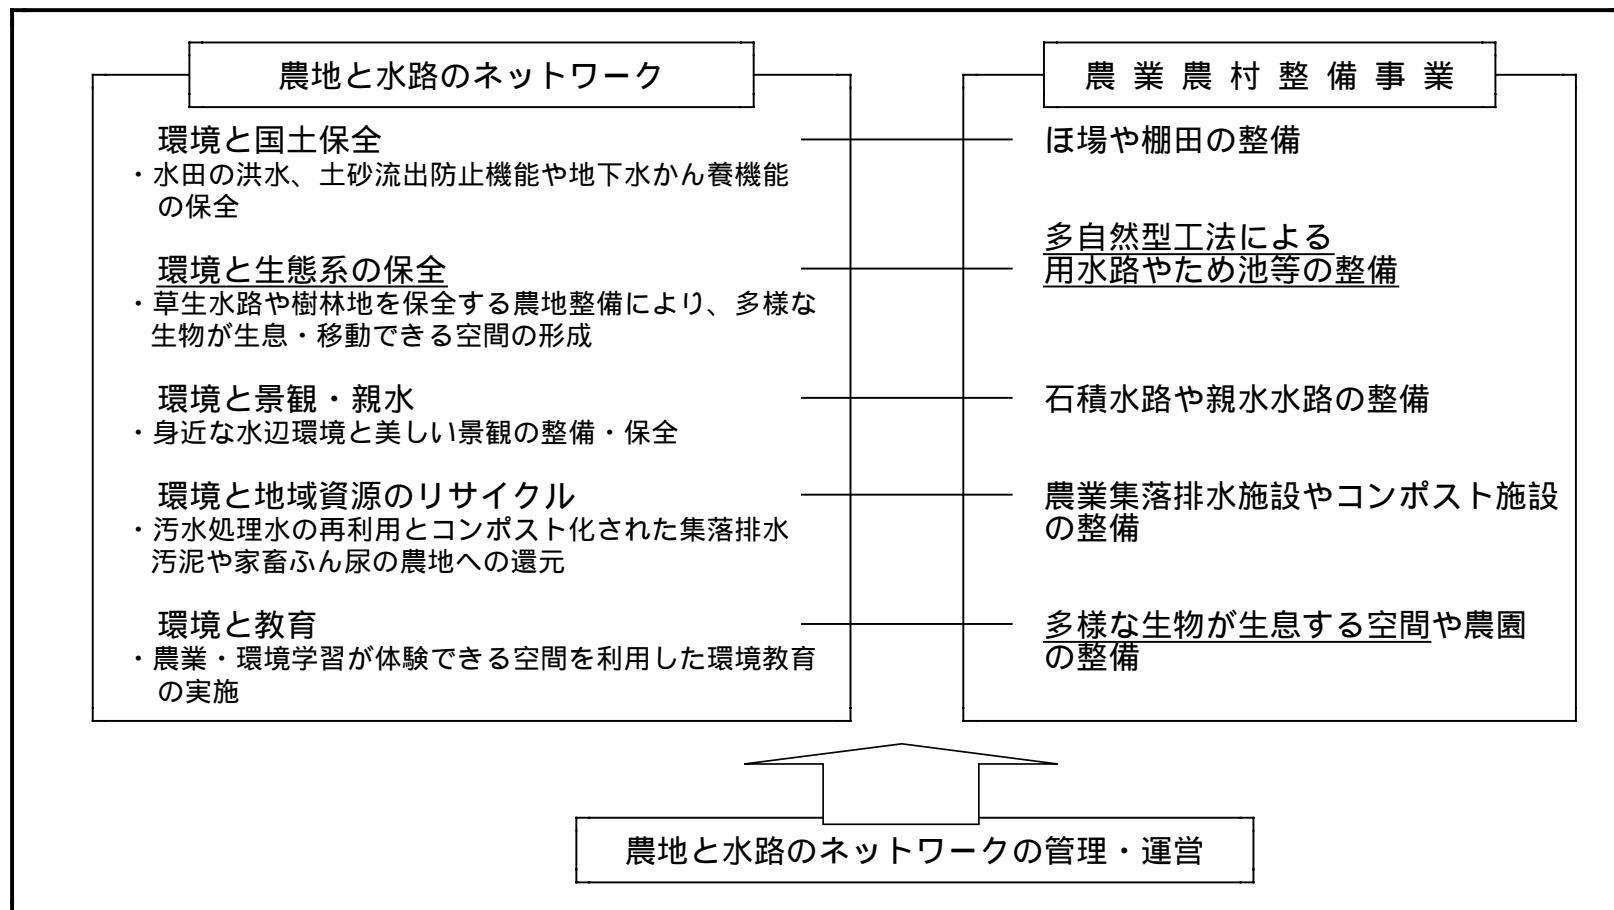 農地と水路のネットワーク
環境と国土保全
・水田の洪水、土砂流出防止機能や地下水かん養機能
の保全
環境と生態系の保全
・草生水路や樹林地を保全する農地整備により、多様な
生物が生息・移動できる空間の形成
環境と景観・親水
・身近な水辺環境と美しい景観の整備・保全
環境と地域資源のリサイクル
・汚水処理水の再利用とコンポスト化された集落排水
汚泥や家畜ふん尿の農地への還元
環境と教育
・農業・環境学習が体験できる空間を利用した環境教育
の実施
農業農村整備事業
ほ場や棚田の整備
多自然型工法による
用水路やため池等の整備
石積水路や親水水路の整備
農業集落排水施設やコンポスト施設
の整備
多様な生物が生息する空間や農園
の整備
農地と水路のネットワークの管理・運営